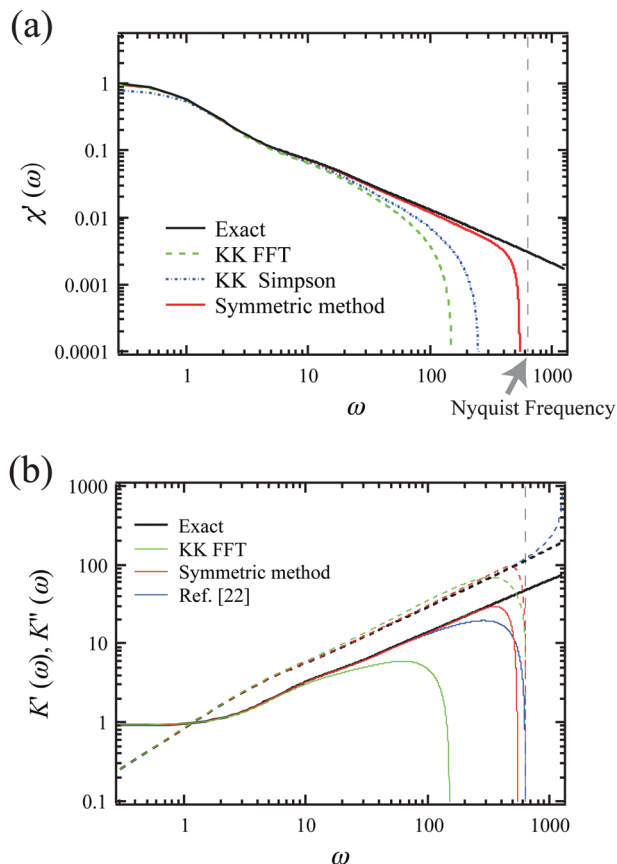 (a)
χ' (ω)
1
0.1
0.01
0.001
0.0001
Exact
KK FFT
KK Simpson
Symmetric method
1
10
100
1000
ω
Nyquist Frequency
(b)
K' (ω), K" (ω)
1000
100
10
1
0.1
Exact
KK FFT
Symmetric method
Ref. [22]
1
10
100
1000
ω